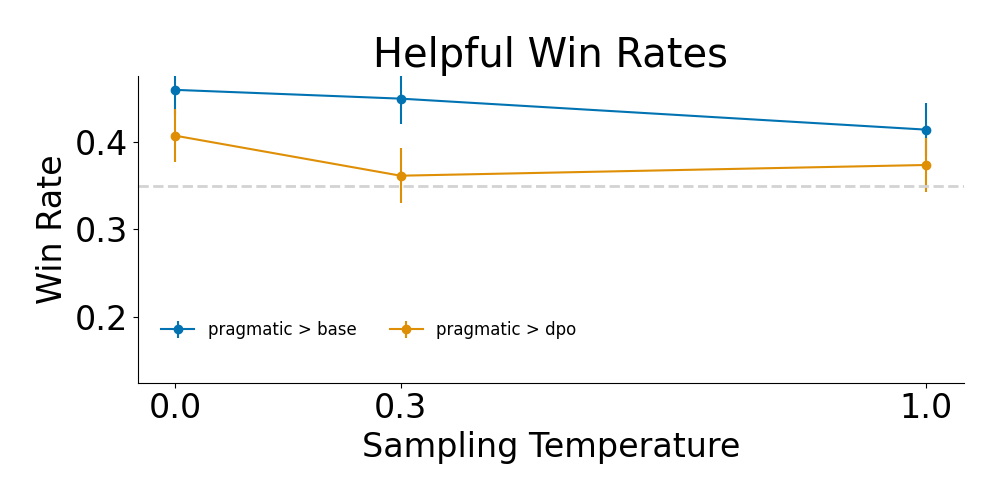 Helpful Win Rates
Win Rate
0.4
0.3
0.2
pragmatic > base
pragmatic > dpo
0.0
0.3
1.0
Sampling Temperature